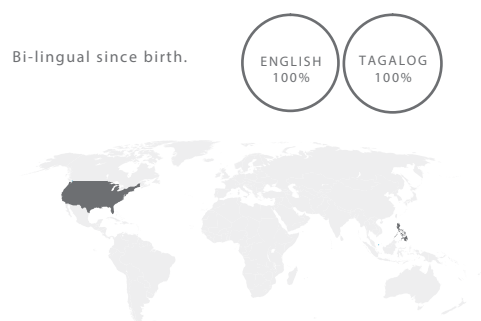 Bi-lingual since birth.
ENGLISH
100%
TAGALOG
100%